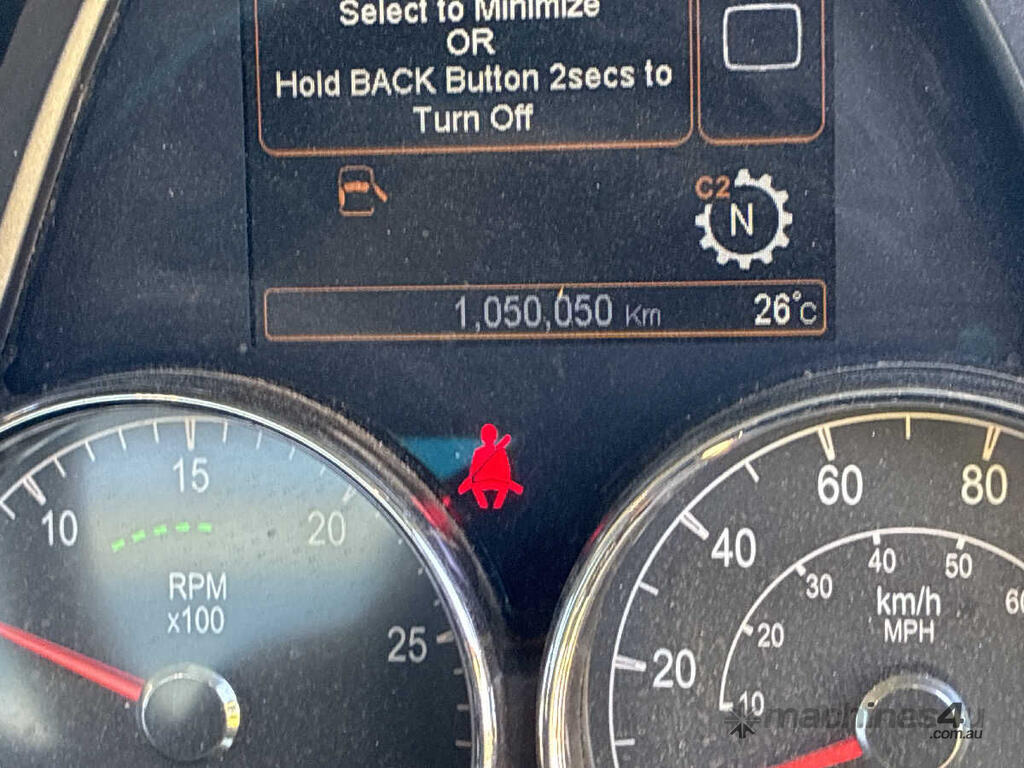 Select to Minimize
OR
Hold BACK Button 2secs to
Turn Off
C2
N
1,050,050 Km
26°C
10
15
20
25
RPM
x100
20
40
60
80
10
20
30
40
50
60
km/h
MPH
machines4u
.com.au